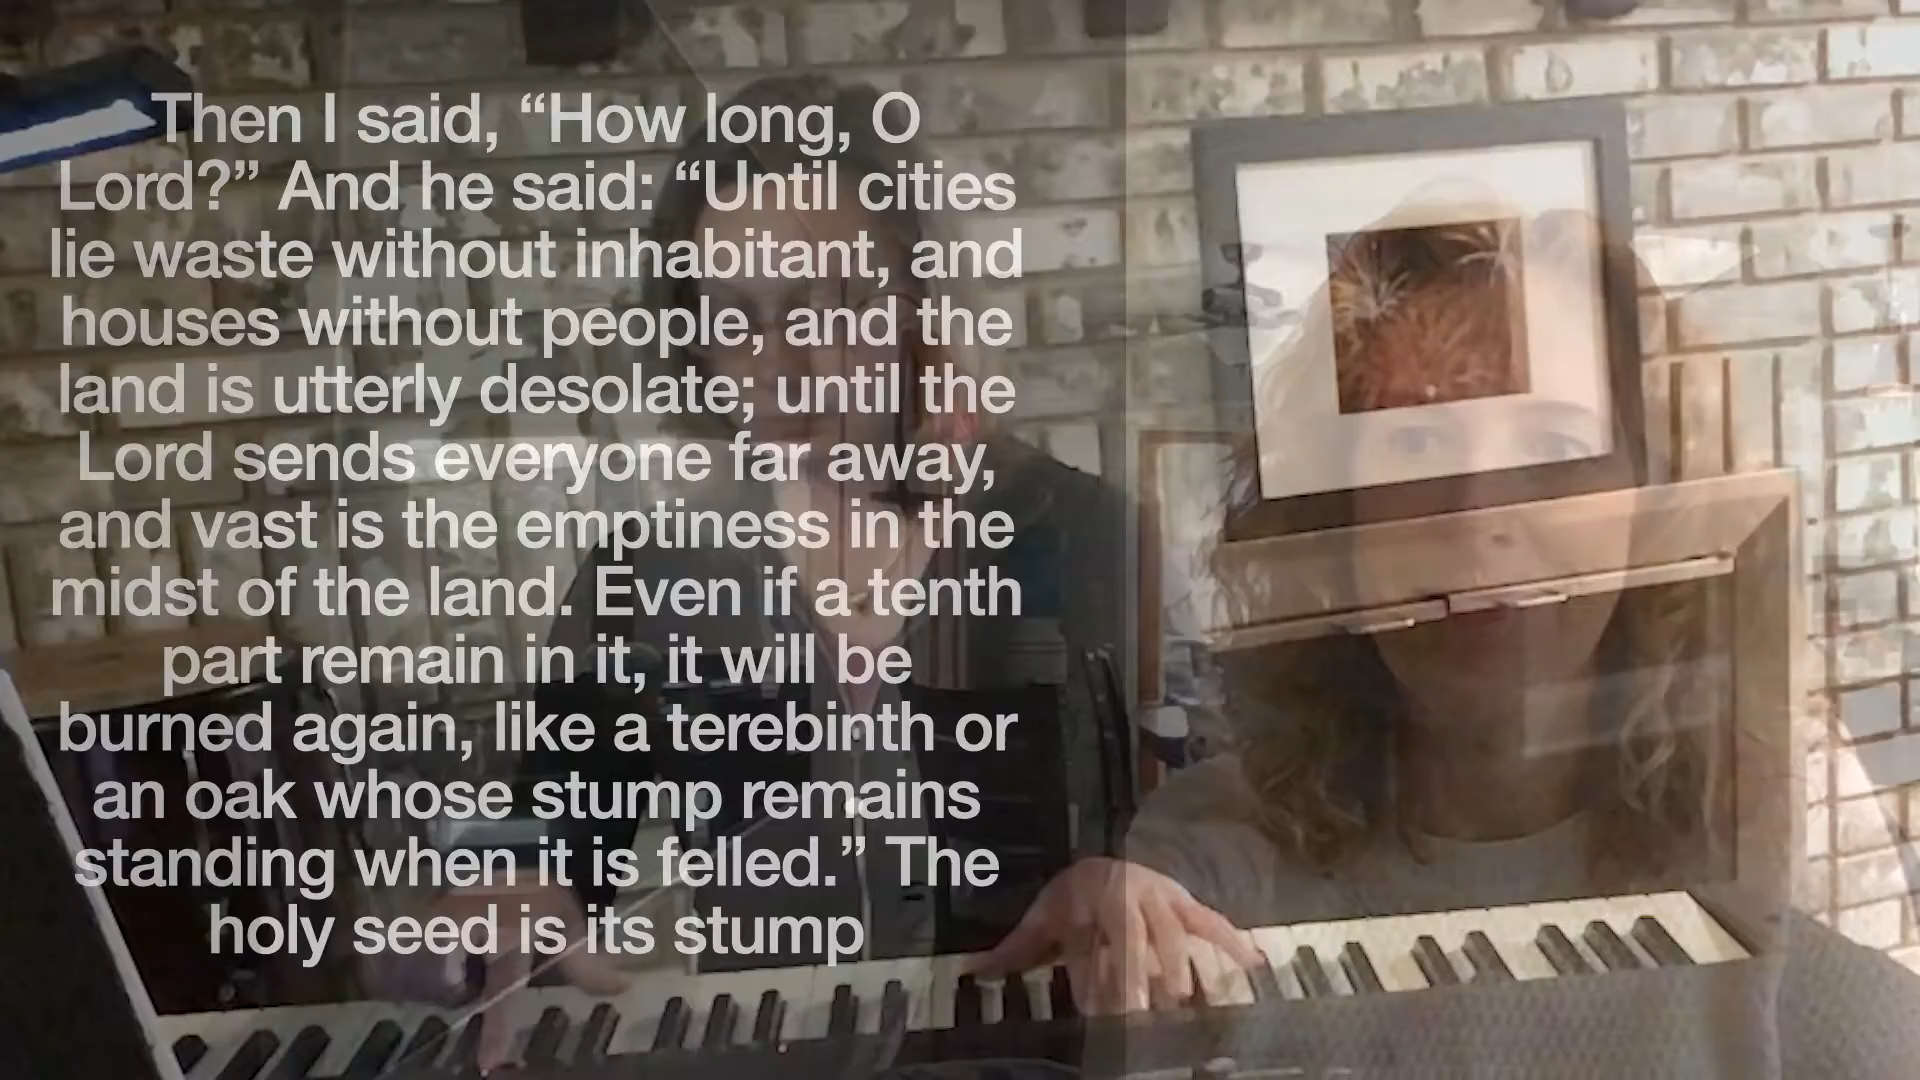 Then I said, “How long, O
Lord?” And he said: “Until cities
lie waste without inhabitant, and
houses without people, and the
land is utterly desolate; until the
Lord sends everyone far away,
and vast is the emptiness in the
midst of the land. Even if a tenth
part remain in it, it will be
burned again, like a terebinth or
an oak whose stump remains
standing when it is felled.” The
holy seed is its stump